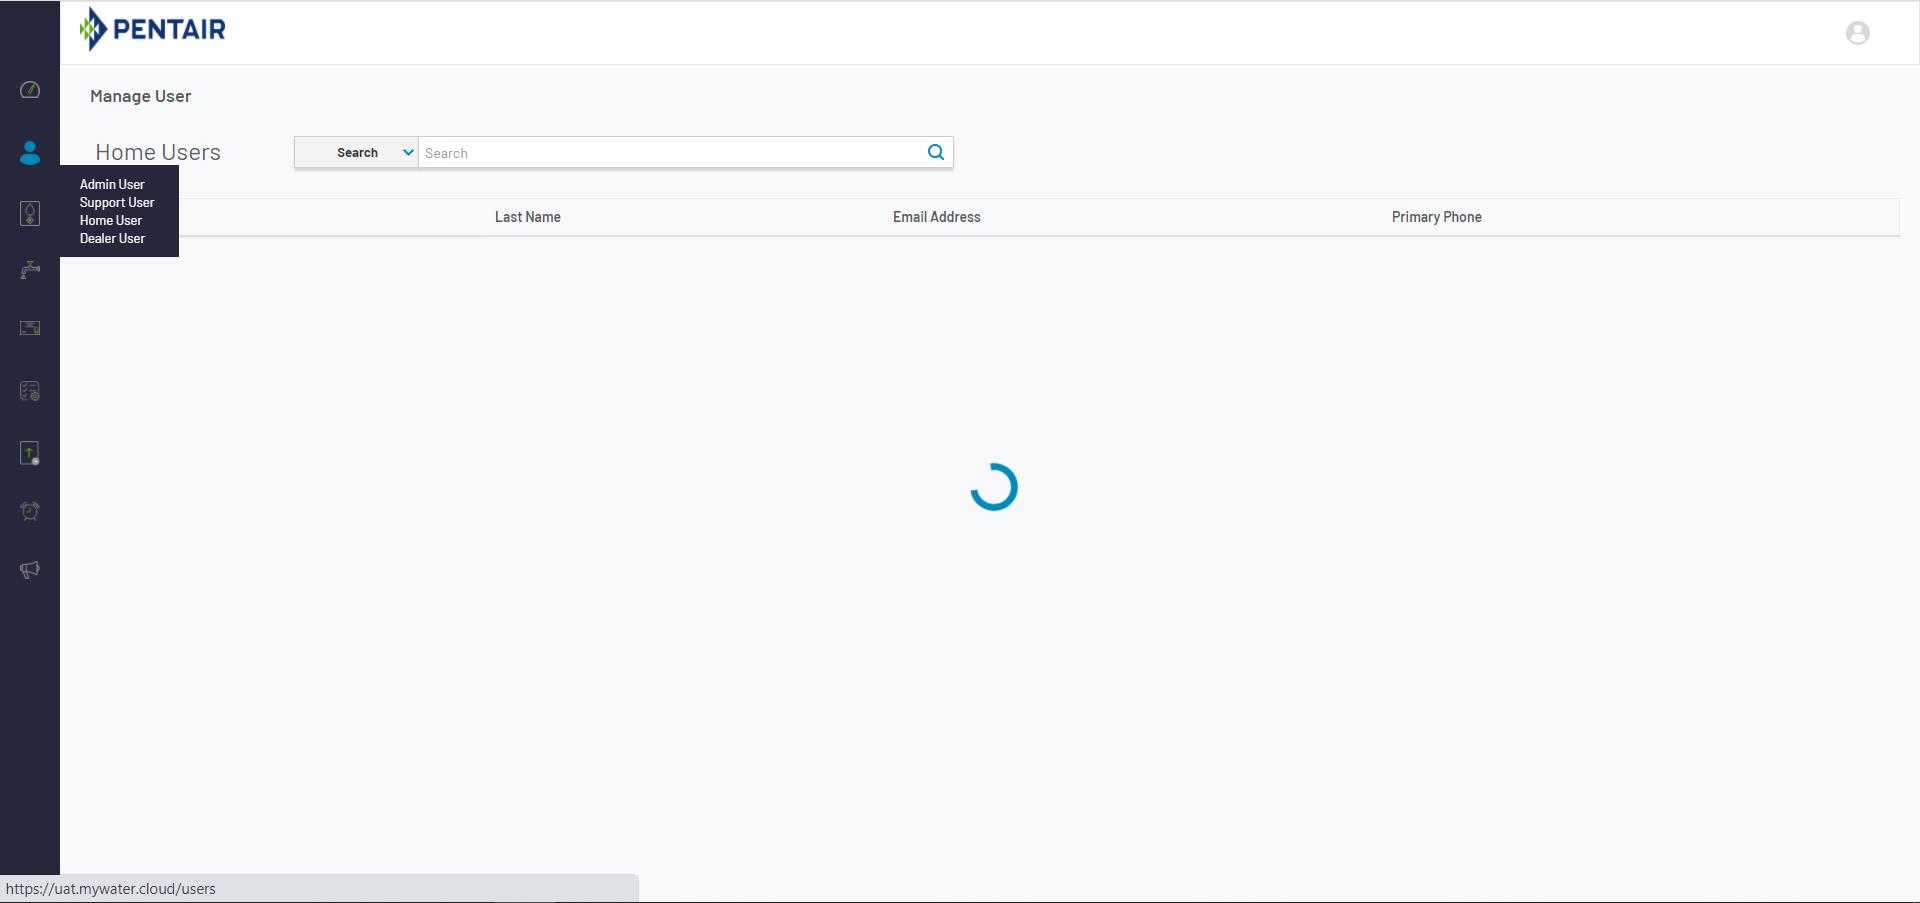 PENTAIR
Manage User
Home Users
Search
Search
Admin User
Support User
Home User
Dealer User
Last Name
Email Address
Primary Phone
https://uat.mywater.cloud/users